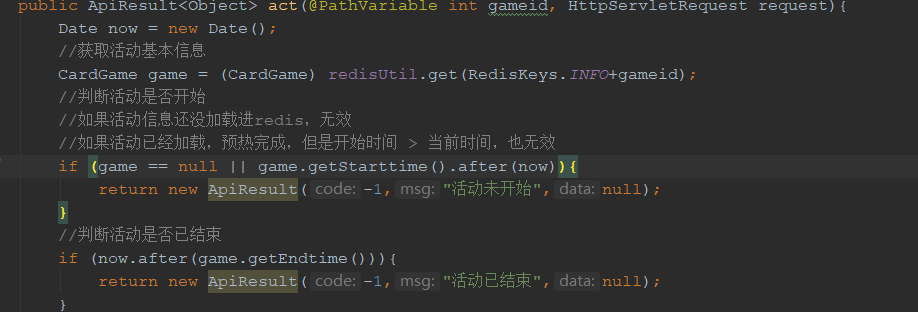 public ApiResult<Object> act(@PathVariable int gameid, HttpServletRequest request){
Date now = new Date();
//获取活动基本信息
CardGame game = (CardGame) redisUtil.get(RedisKeys.INFO+gameid);
//判断活动是否开始
//如果活动信息还没加载进redis，无效
//如果活动已经加载，预热完成，但是开始时间 > 当前时间，也无效
if (game == null || game.getStarttime().after(now)){
return new ApiResult( code: -1, msg: "活动未开始", data: null);
}
//判断活动是否已结束
if (now.after(game.getEndtime())){
return new ApiResult( code: -1, msg: "活动已结束", data: null);
}